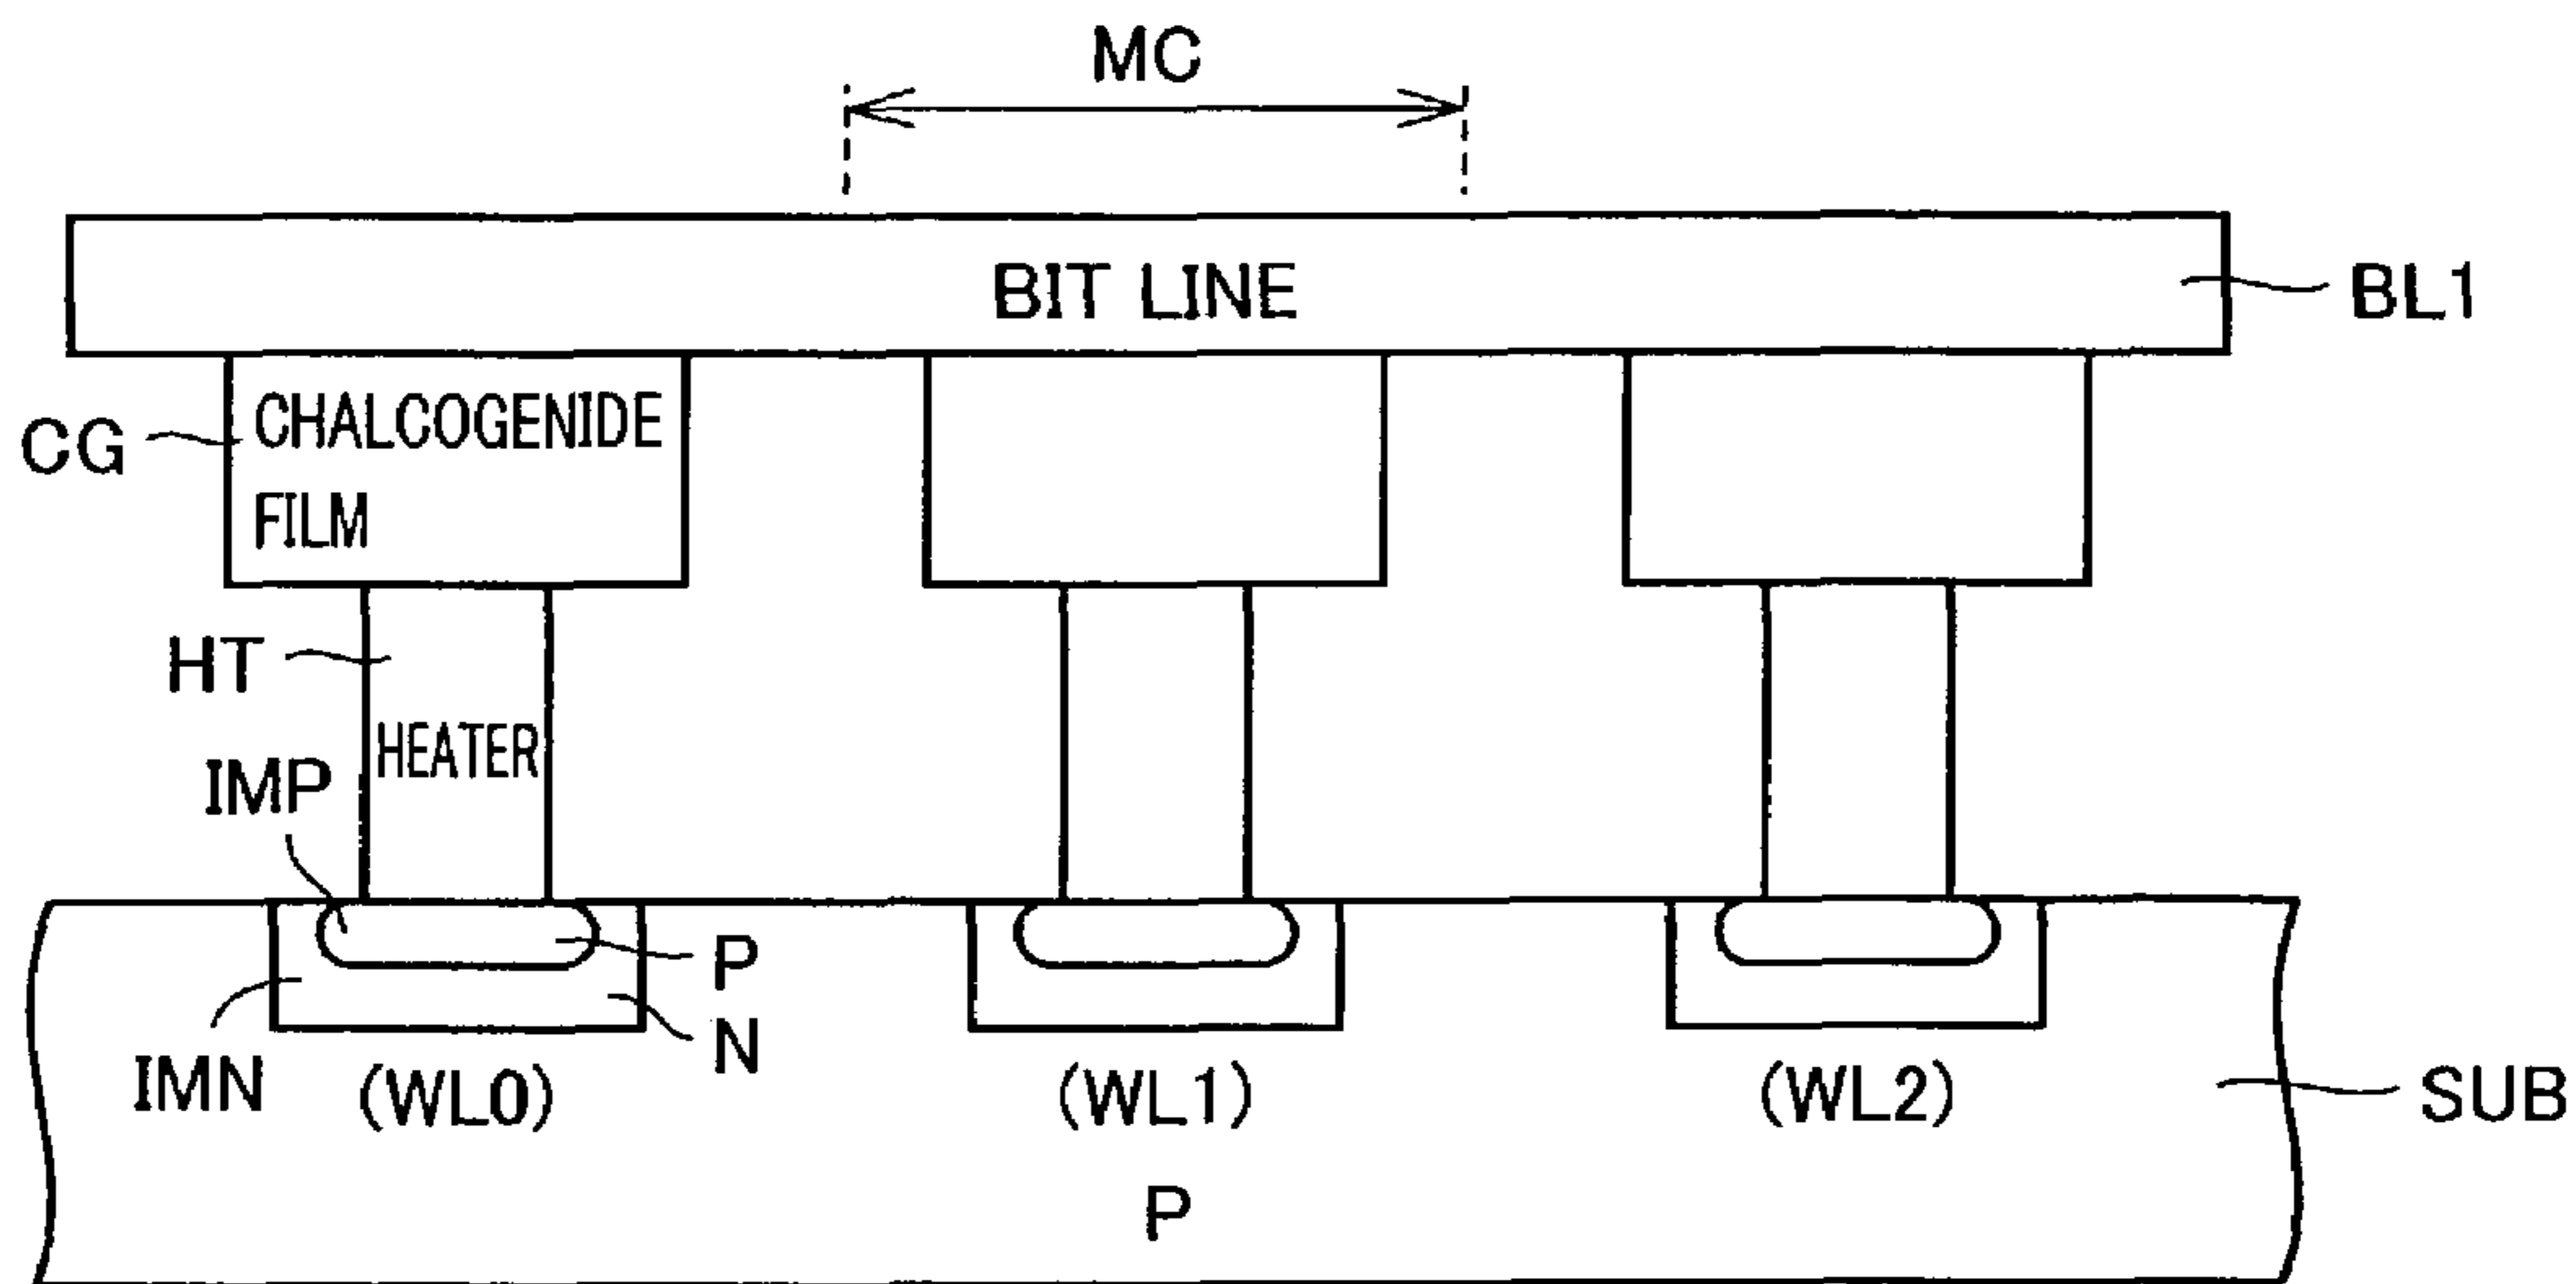 MC
BIT LINE
BL1
CG
CHALCOGENIDE
FILM
HT
HEATER
IMP
P
N
IMN
(WL0)
(WL1)
(WL2)
SUB
P